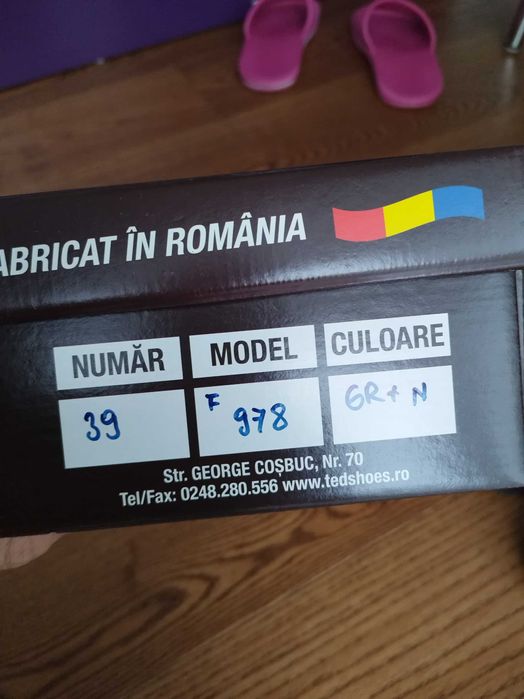 ABRICAT ÎN ROMÂNIA
NUMĂR MODEL CULOARE
39 F 978 GR+N
Str. GEORGE COȘBUC, Nr. 70
Tel/Fax: 0248.280.556 www.tedshoes.ro